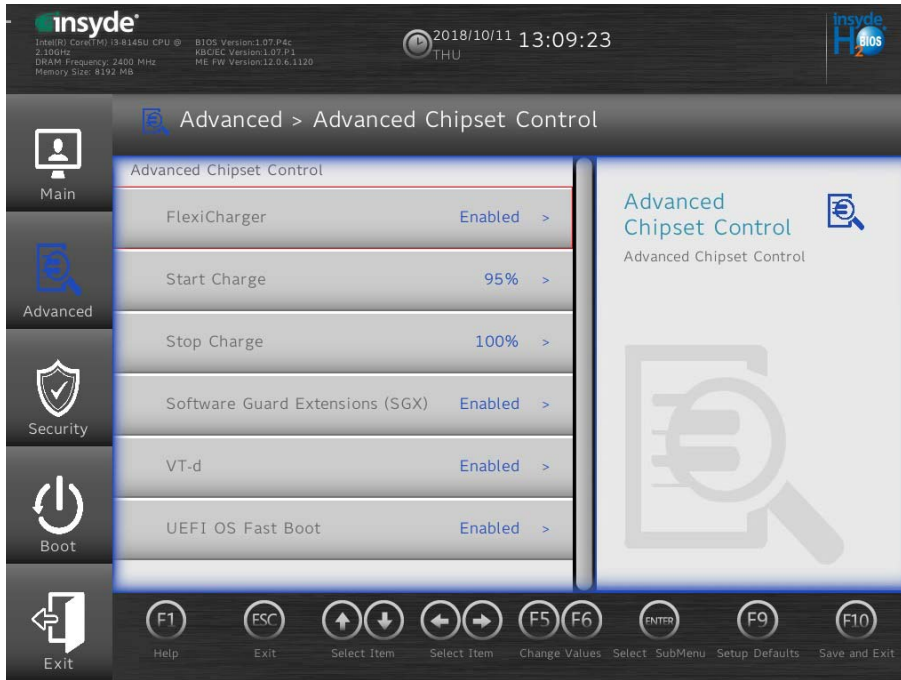 insyde®
Intel(R) Core(TM) i3-8145U CPU @ 2.10GHz
DRAM Frequency: 2400 MHz
Memory Size: 8192 MB
BIOS Version:1.07.P4c
KBC/EC Version:1.07.P1
ME FW Version:12.0.6.1120
2018/10/11 13:09:23
THU
insyde
H2O BIOS
Advanced > Advanced Chipset Control
Main
Advanced
Security
Boot
Exit
Advanced Chipset Control
FlexiCharger Enabled >
Start Charge 95% >
Stop Charge 100% >
Software Guard Extensions (SGX) Enabled >
VT-d Enabled >
UEFI OS Fast Boot Enabled >
Advanced
Chipset Control
Advanced Chipset Control
F1 ESC F5 F6 ENTER F9 F10
Help Exit Select Item Select Item Change Values Select SubMenu Setup Defaults Save and Exit